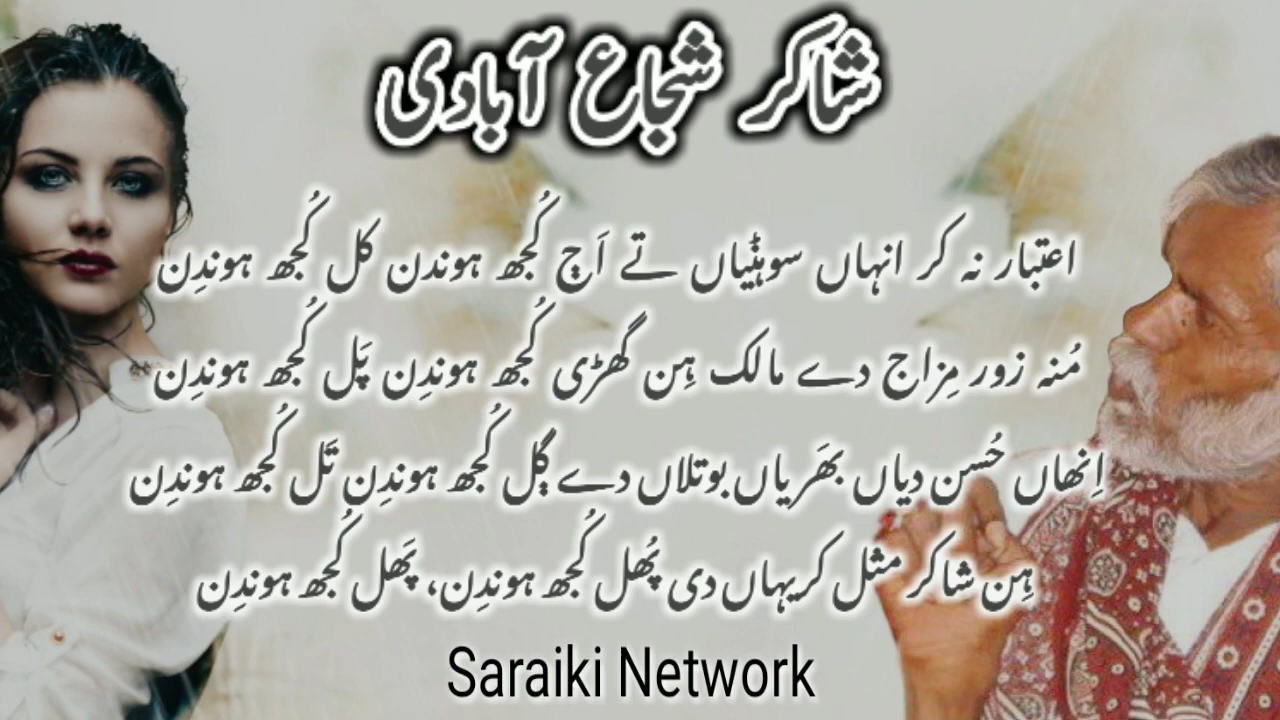 شاکر شجاع آبادی
اعتبار نہ کر انہاں سوہݨیاں تے اَج کُجھ ہوندن کل کُجھ ہوندِن
مُنہ زور مِزاج دے مالک ہِن گھڑی کُجھ ہوندِن پَل کُجھ ہوندِن
اِنھاں حُسن دیاں بھَریاں بوتلاں دے ڳِل کُجھ ہوندِن تَل کُجھ ہوندِن
ہِن شاکر مثل کریہاں دی پُھل کُجھ ہوندِن، پَھل کُجھ ہوندِن
Saraiki Network